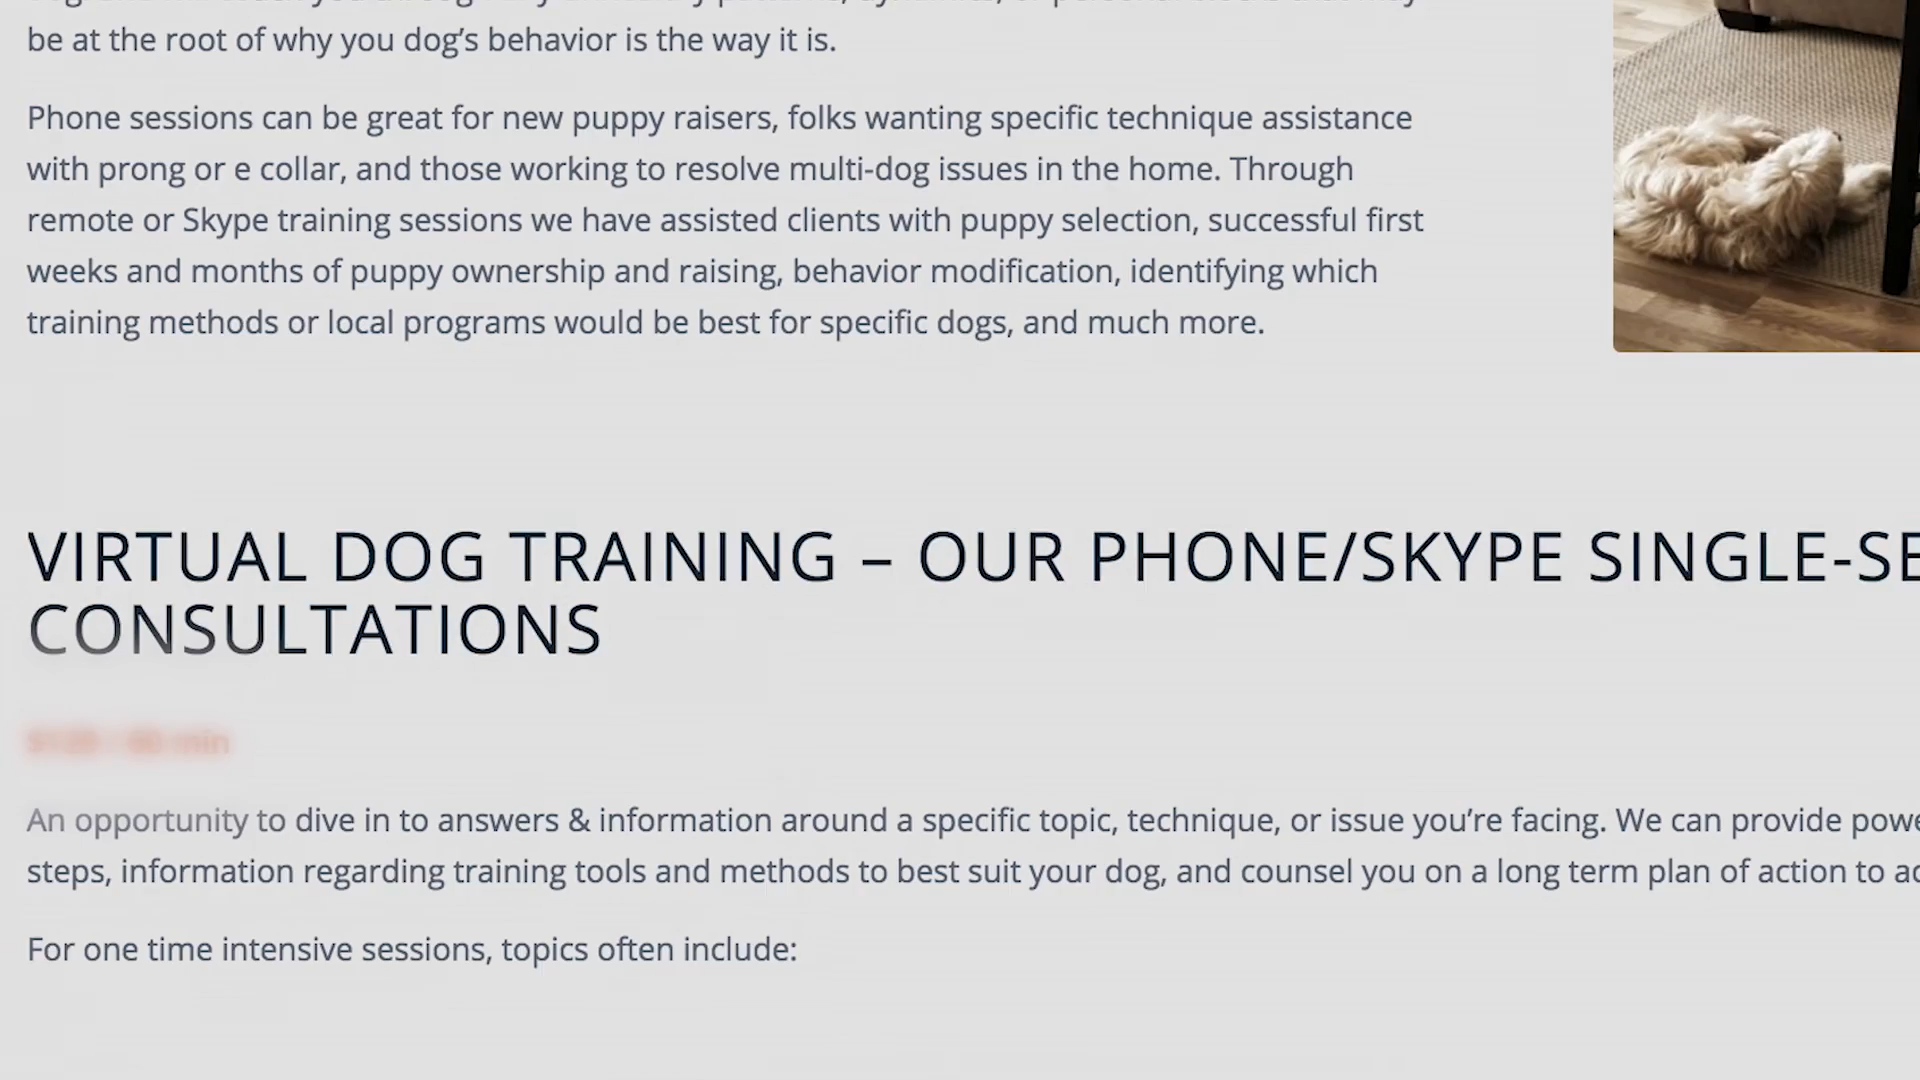 be at the root of why you dog's behavior is the way it is.
Phone sessions can be great for new puppy raisers, folks wanting specific technique assistance
with prong or e collar, and those working to resolve multi-dog issues in the home. Through
remote or Skype training sessions we have assisted clients with puppy selection, successful first
weeks and months of puppy ownership and raising, behavior modification, identifying which
training methods or local programs would be best for specific dogs, and much more.
VIRTUAL DOG TRAINING – OUR PHONE/SKYPE SINGLE-SE
CONSULTATIONS
An opportunity to dive in to answers & information around a specific topic, technique, or issue you’re facing. We can provide powe
steps, information regarding training tools and methods to best suit your dog, and counsel you on a long term plan of action to ac
For one time intensive sessions, topics often include: